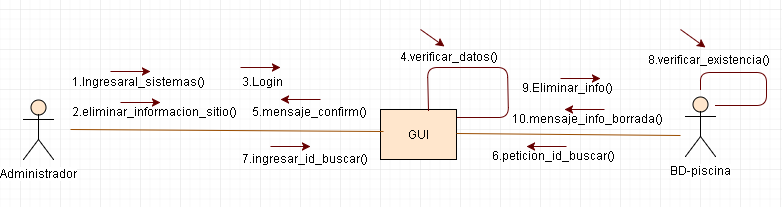 4.verificar_datos()
8.verificar_existencia()
1.Ingresaral_sistemas()
3.Login
9.Eliminar_info()
2.eliminar_informacion_sitio()
5.mensaje_confirm()
10.mensaje_info_borrada()
GUI
7.ingresar_id_buscar()
6.peticion_id_buscar()
Administrador
BD-piscina